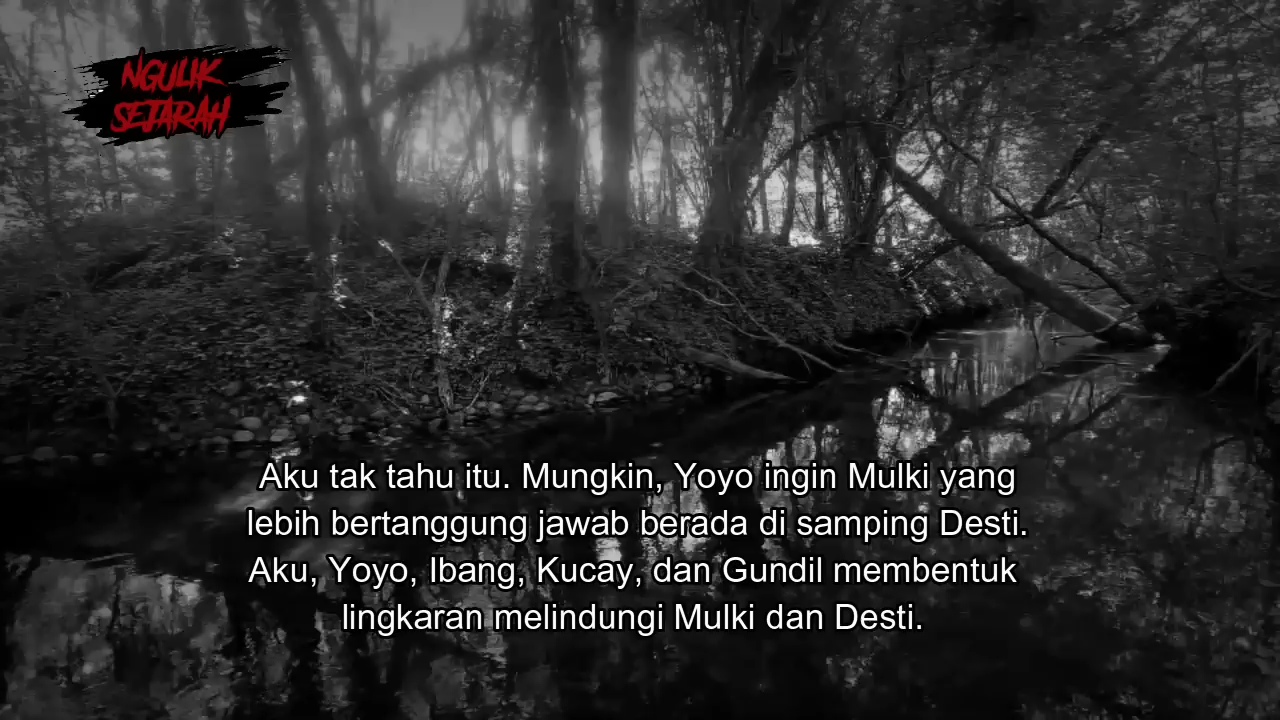 NGULIK
SEJARAH
Aku tak tahu itu. Mungkin, Yoyo ingin Mulki yang
lebih bertanggung jawab berada di samping Desti.
Aku, Yoyo, Ibang, Kucay, dan Gundil membentuk
lingkaran melindungi Mulki dan Desti.